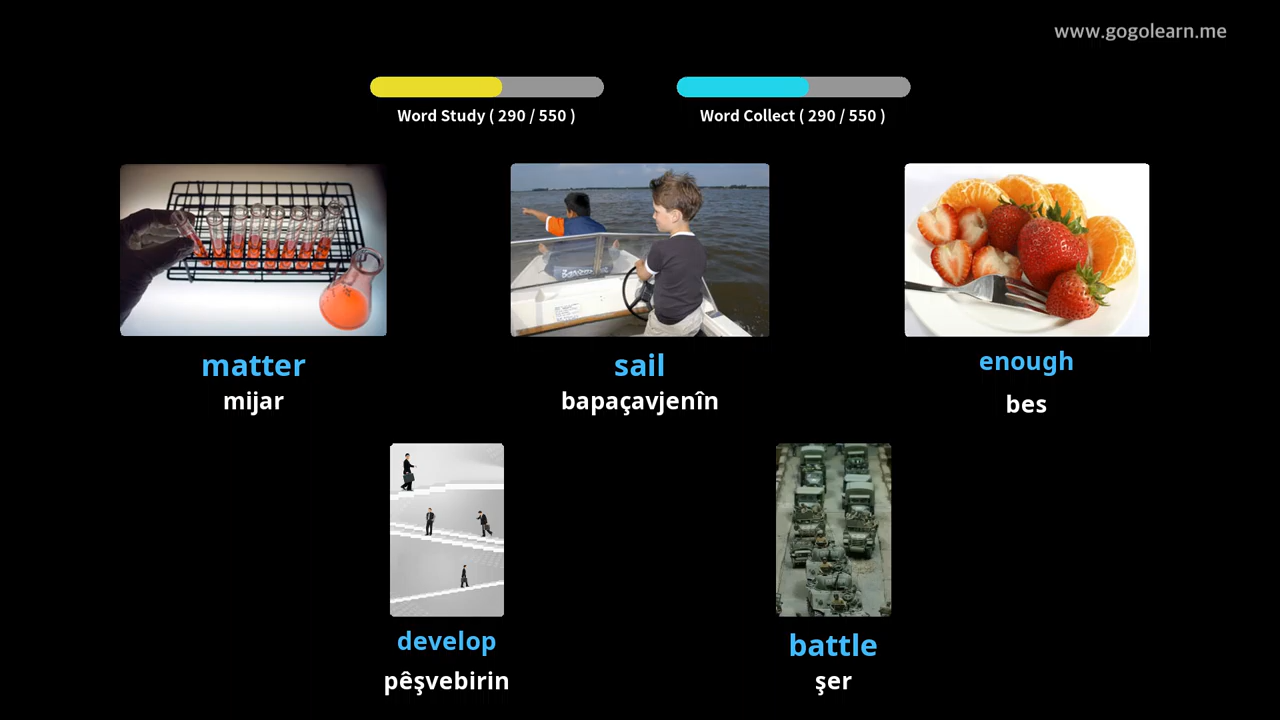 www.gogolearn.me
Word Study ( 290 / 550 )
Word Collect ( 290 / 550 )
matter
mijar
sail
bapaçavjenîn
enough
bes
develop
pêşvebirin
battle
şer